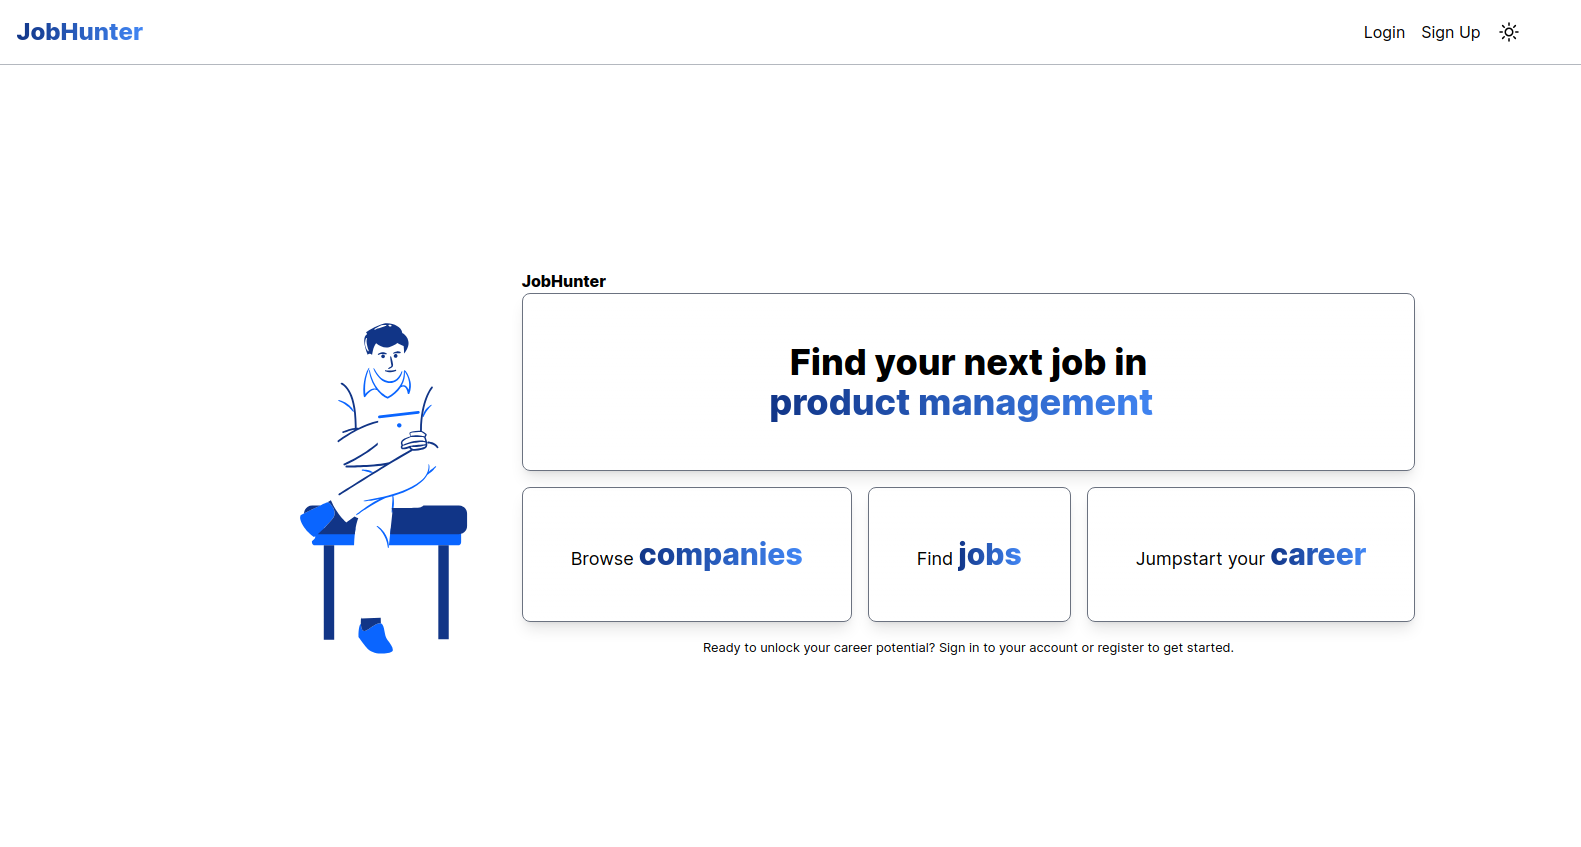 JobHunter
Login
Sign Up
JobHunter
Find your next job in
product management
Browse companies
Find jobs
Jumpstart your career
Ready to unlock your career potential? Sign in to your account or register to get started.